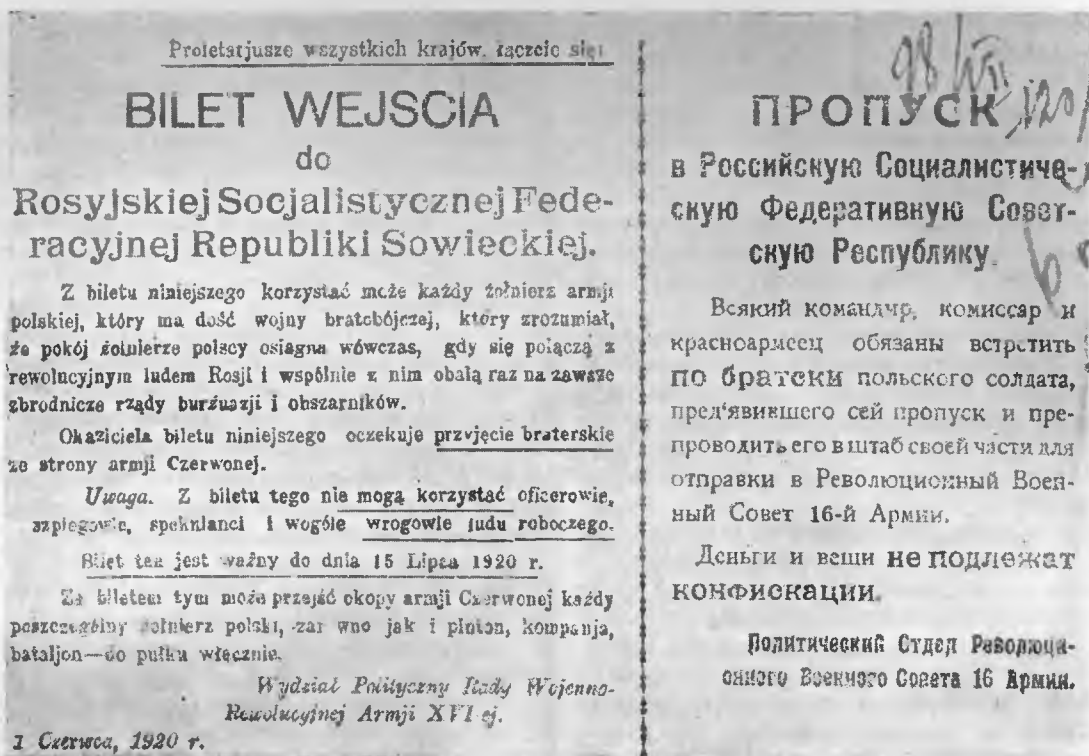 Proletarjusze wszystkich krajów, łączcie się!
BILET WEJSCIA
do
Rosyjskiej Socjalistycznej Fede-
racyjnej Republiki Sowieckiej.
Z biletu niniejszego korzystać może każdy żołnierz armji
polskiej, który ma dość wojny bratobójczej, który zrozumiał,
że pokój żołnierze polscy osiągną wówczas, gdy się połączą z
rewolucyjnym ludem Rosji i wspólnie z nim obalą raz na zawsze
zbrodnicze rządy burżuazji i obszarników.
Okaziciela biletu niniejszego oczekuje przyjęcie braterskie
ze strony armji Czerwonej.
Uwaga. Z biletu tego nie mogą korzystać oficerowie,
szpiegowie, spekulanci i wogóle wrogowie ludu roboczego.
Bilet ten jest ważny do dnia 15 Lipca 1920 r.
Za biletem tym może przejść okopy armji Czerwonej każdy
poszczególny żołnierz polski, zarówno jak i pluton, kompanja,
bataljon—do pułku włącznie.
Wydział Polityczny Rady Wojenno-
Rewolucyjnej Armji XVI-ej.
1 Czerwca, 1920 r.
ПРОПУСК
в Российскую Социалистиче-
скую Федеративную Совет-
скую Республику.
Всякий командир, комиссар и
красноармеец обязаны встретить
по братски польского солдата,
пред'явившего сей пропуск и пре-
проводить его в штаб своей части для
отправки в Революционный Воен-
ный Совет 16-й Армии.
Деньги и вещи не подлежат
конфискации.
Политический Отдел Революци-
онного Военного Совета 16 Армии.